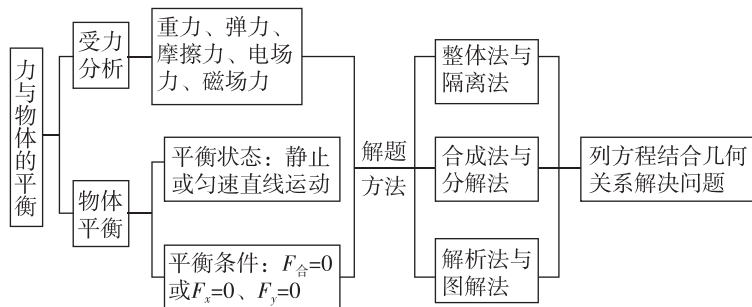 力与物体的平衡
受力
分析
重力、弹力、
摩擦力、电场
力、磁场力
物体
平衡
平衡状态：静止
或匀速直线运动
平衡条件：F合=0
或Fx=0、Fy=0
解题
方法
整体法与
隔离法
合成法与
分解法
解析法与
图解法
列方程结合几何
关系解决问题